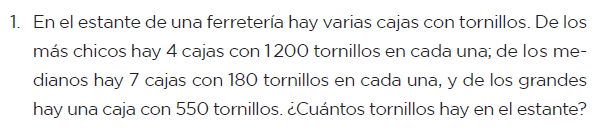 1. En el estante de una ferretería hay varias cajas con tornillos. De los
más chicos hay 4 cajas con 1 200 tornillos en cada una; de los me-
dianos hay 7 cajas con 180 tornillos en cada una, y de los grandes
hay una caja con 550 tornillos. ¿Cuántos tornillos hay en el estante?